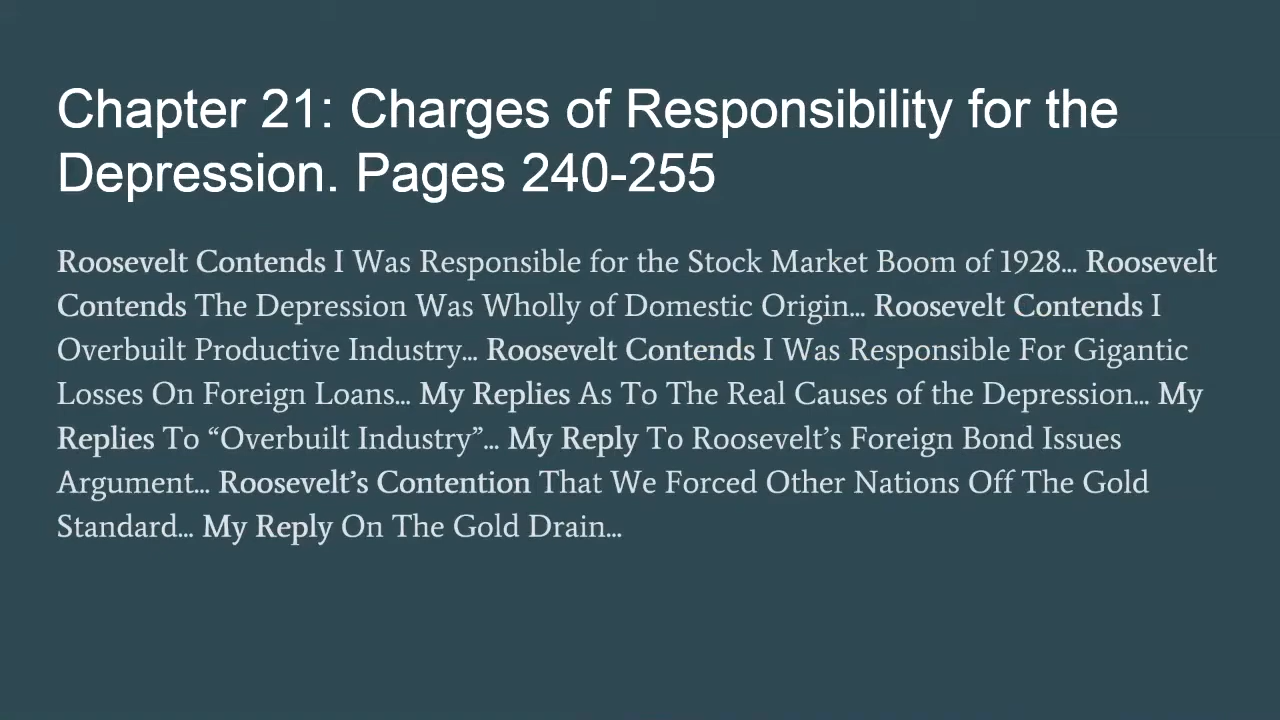 Chapter 21: Charges of Responsibility for the
Depression. Pages 240-255
Roosevelt Contends I Was Responsible for the Stock Market Boom of 1928... Roosevelt
Contends The Depression Was Wholly of Domestic Origin... Roosevelt Contends I
Overbuilt Productive Industry... Roosevelt Contends I Was Responsible For Gigantic
Losses On Foreign Loans... My Replies As To The Real Causes of the Depression... My
Replies To “Overbuilt Industry”... My Reply To Roosevelt’s Foreign Bond Issues
Argument... Roosevelt’s Contention That We Forced Other Nations Off The Gold
Standard... My Reply On The Gold Drain...